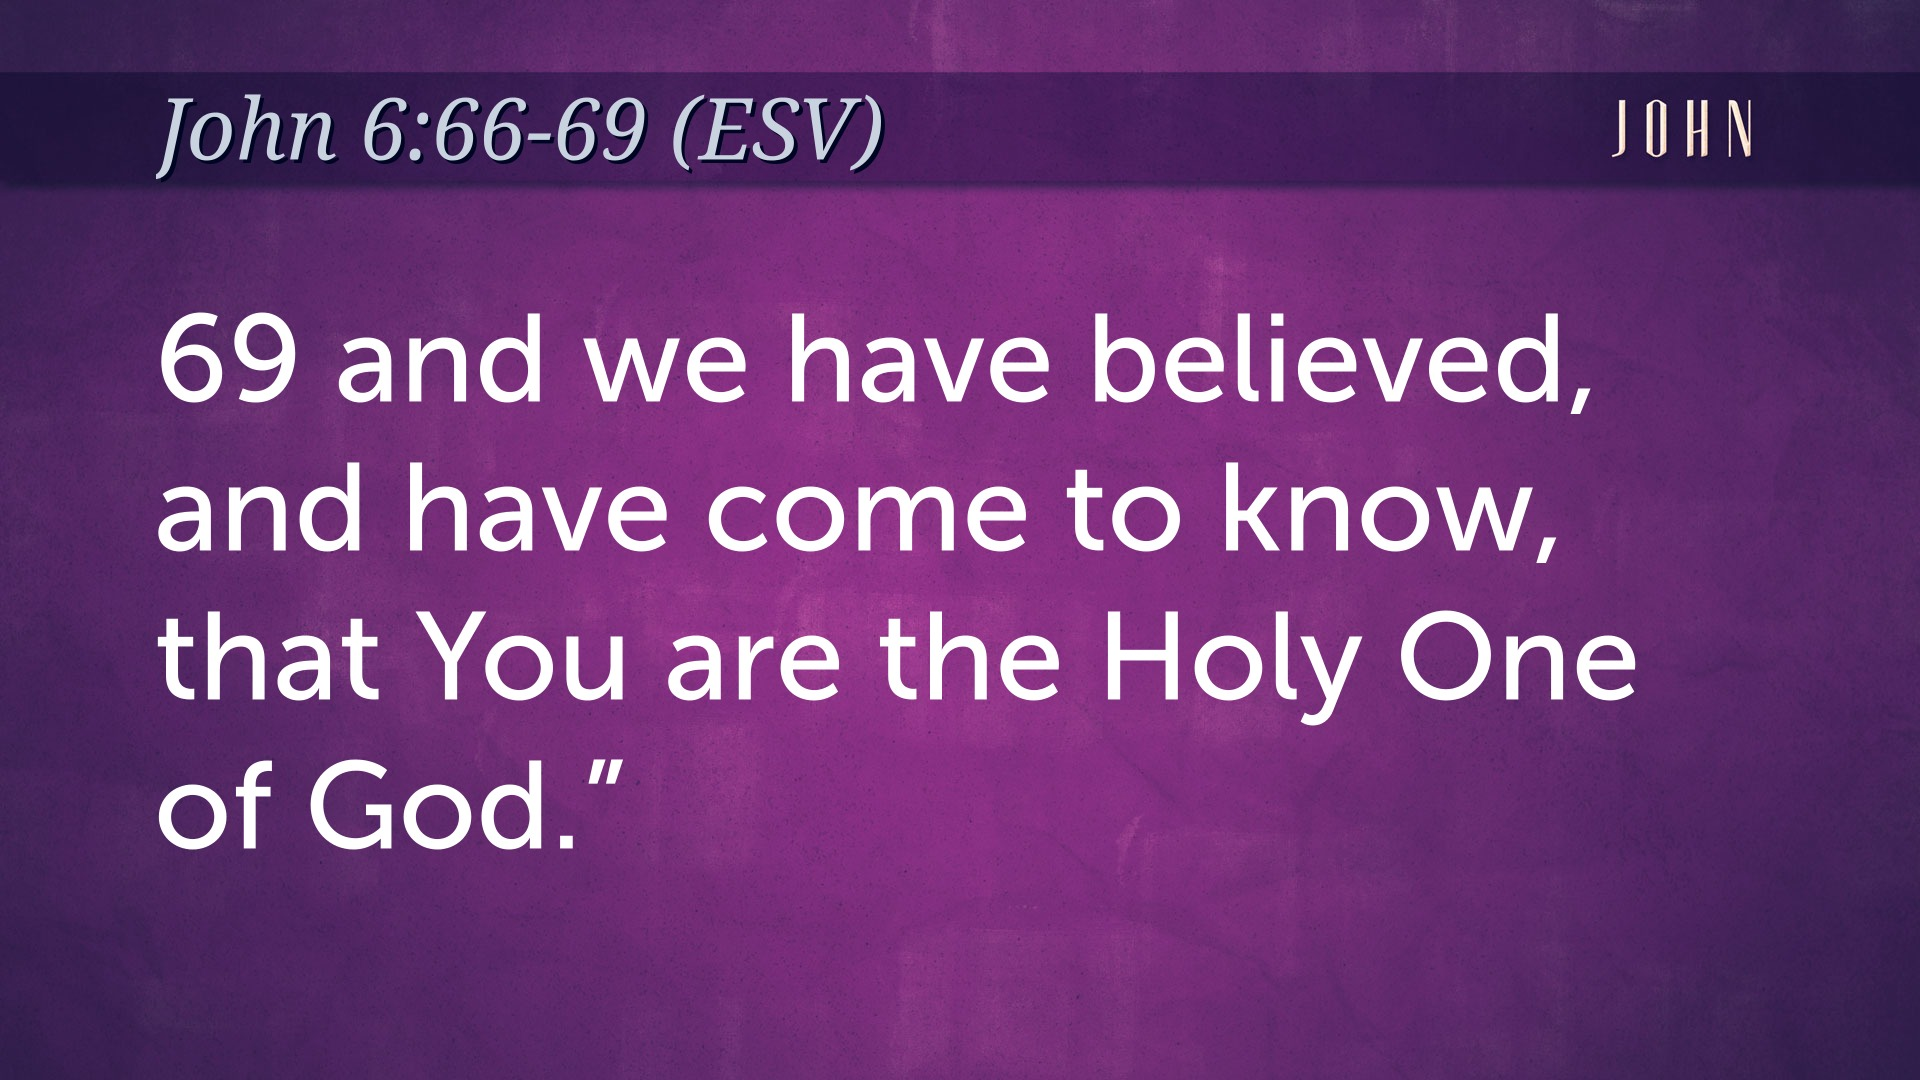 John 6:66-69 (ESV)
JOHN
69 and we have believed,
and have come to know,
that You are the Holy One
of God.”